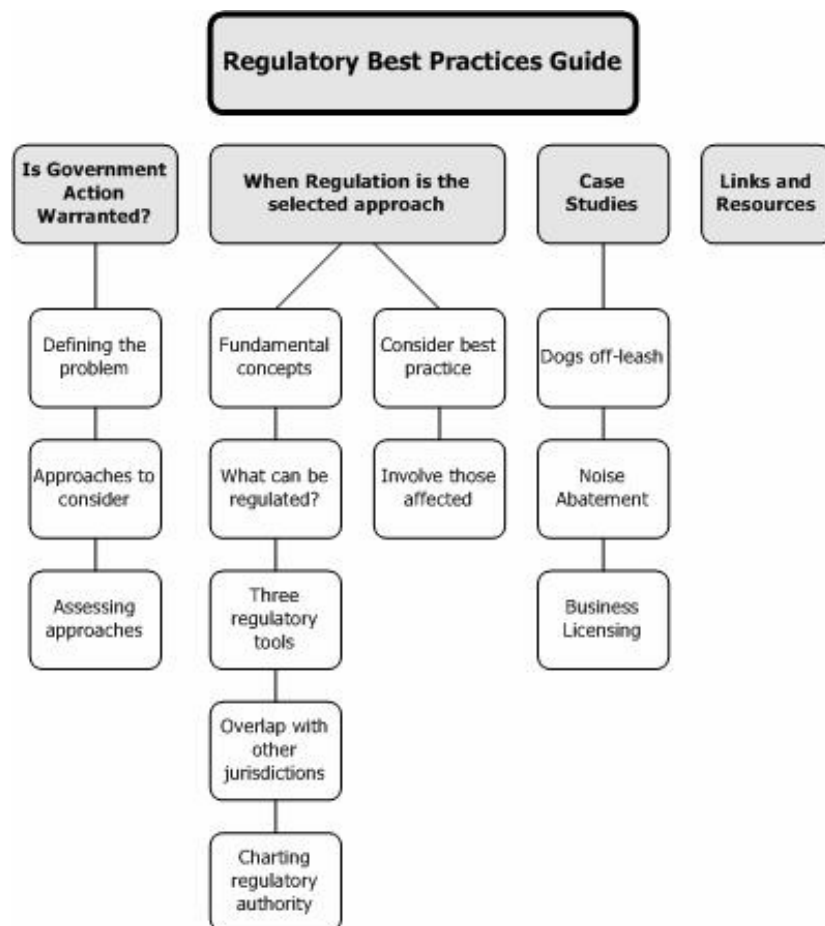 Regulatory Best Practices Guide
Is Government
Action
Warranted?
When Regulation is the
selected approach
Case
Studies
Links and
Resources
Defining the
problem
Approaches to
consider
Assessing
approaches
Fundamental
concepts
What can be
regulated?
Three
regulatory
tools
Overlap with
other
jurisdictions
Charting
regulatory
authority
Consider best
practice
Involve those
affected
Dogs off-leash
Noise
Abatement
Business
Licensing